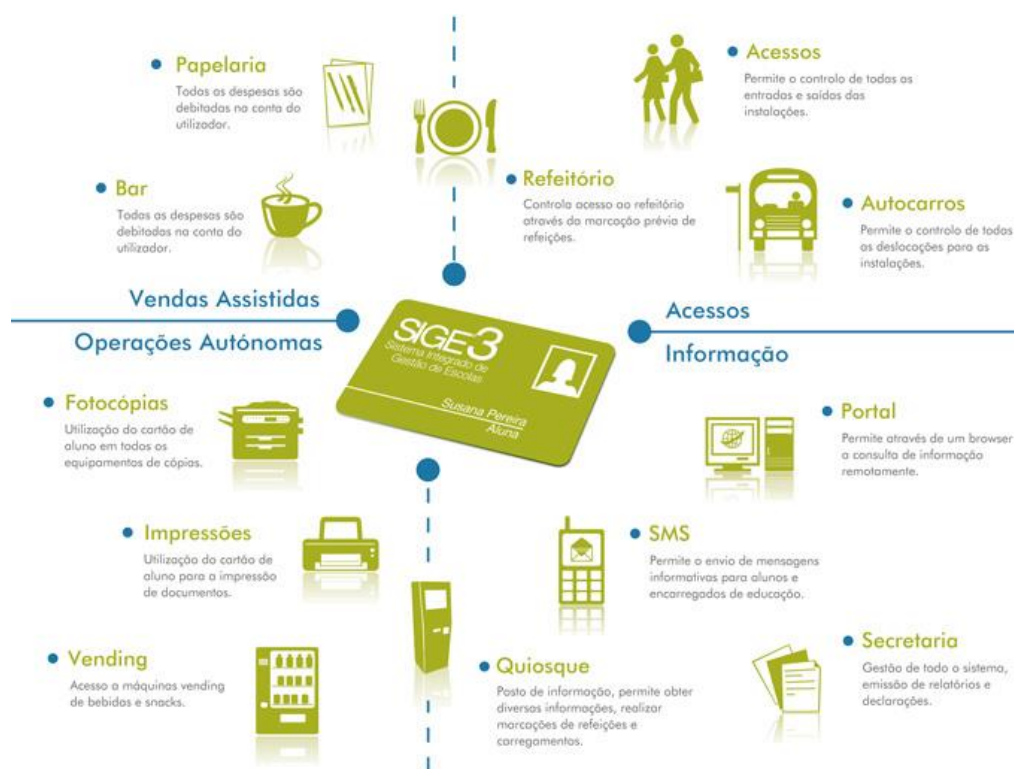 Papelaria
Todas as despesas são
debitadas na conta do
utilizador.
Acessos
Permite o controlo de todas as
entradas e saídas das
instalações.
Bar
Todas as despesas são
debitadas na conta do
utilizador.
Refeitório
Controla acesso ao refeitório
através da marcação prévia de
refeições.
Autocarros
Permite o controlo de todas
as deslocações para as
instalações.
Vendas Assistidas
Operações Autónomas
Acessos
Informação
SIGE3
Sistema Integrado de
Gestão de Escolas
Susana Pereira
Aluna
Fotocópias
Utilização do cartão de
aluno em todos os
equipamentos de cópias.
Portal
Permite através de um browser
a consulta de informação
remotamente.
Impressões
Utilização do cartão de
aluno para a impressão
de documentos.
SMS
Permite o envio de mensagens
informativas para alunos e
encarregados de educação.
Vending
Acesso a máquinas vending
de bebidas e snacks.
Quiosque
Posto de informação, permite obter
diversas informações, realizar
marcações de refeições e
carregamentos.
Secretaria
Gestão de todo o sistema,
emissão de relatórios e
declarações.